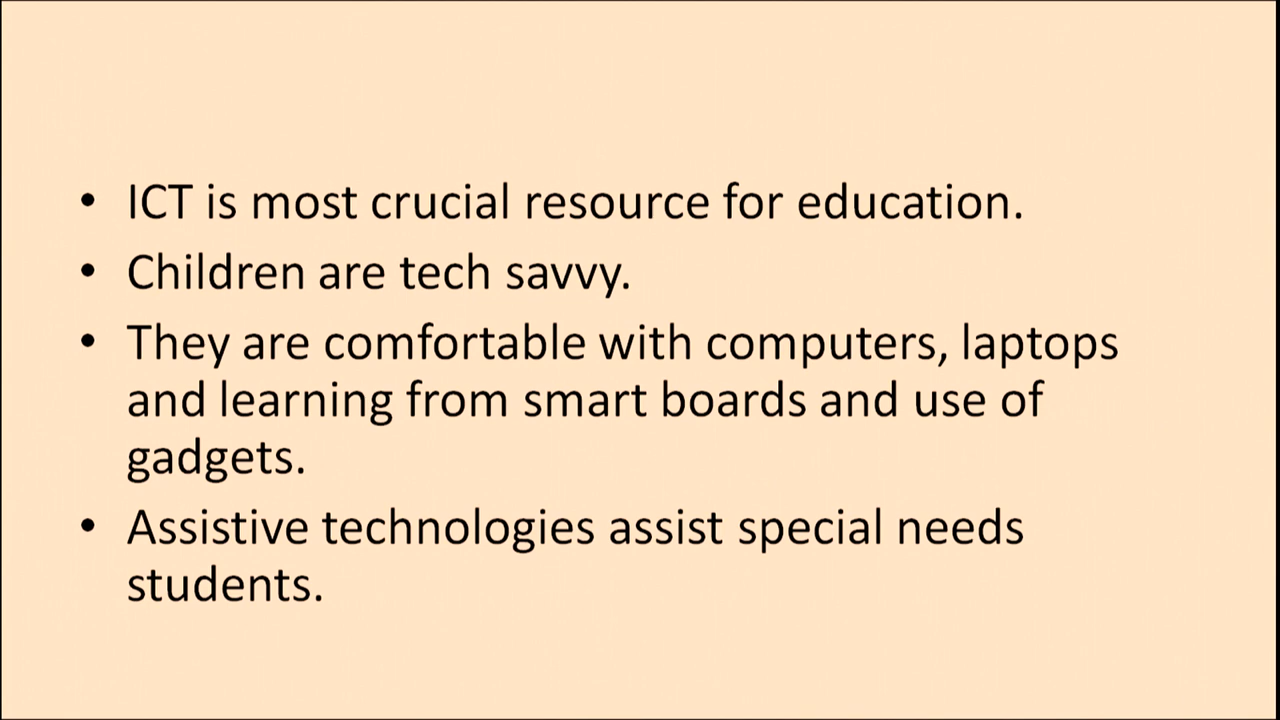 • ICT is most crucial resource for education.
• Children are tech savvy.
• They are comfortable with computers, laptops
and learning from smart boards and use of
gadgets.
• Assistive technologies assist special needs
students.